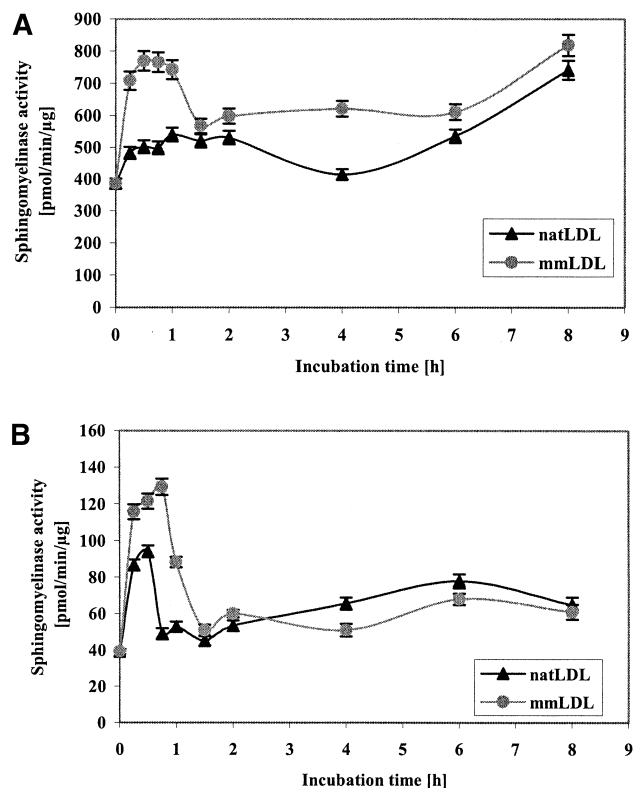 A
Sphingomyelinase activity
[pmol/min/µg]
900
800
700
600
500
400
300
200
100
0
0 1 2 3 4 5 6 7 8 9
Incubation time [h]
natLDL
mmLDL
B
Sphingomyelinase activity
[pmol/min/µg]
160
140
120
100
80
60
40
20
0
0 1 2 3 4 5 6 7 8 9
Incubation time [h]
natLDL
mmLDL